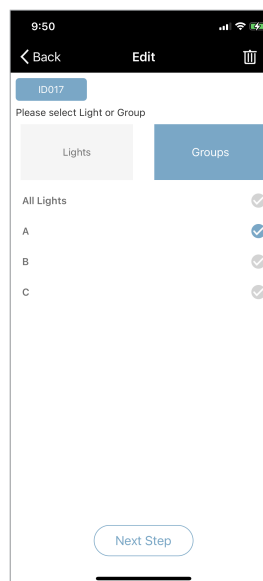 9:50
Back Edit
ID017
Please select Light or Group
Lights Groups
All Lights
A
B
C
Next Step